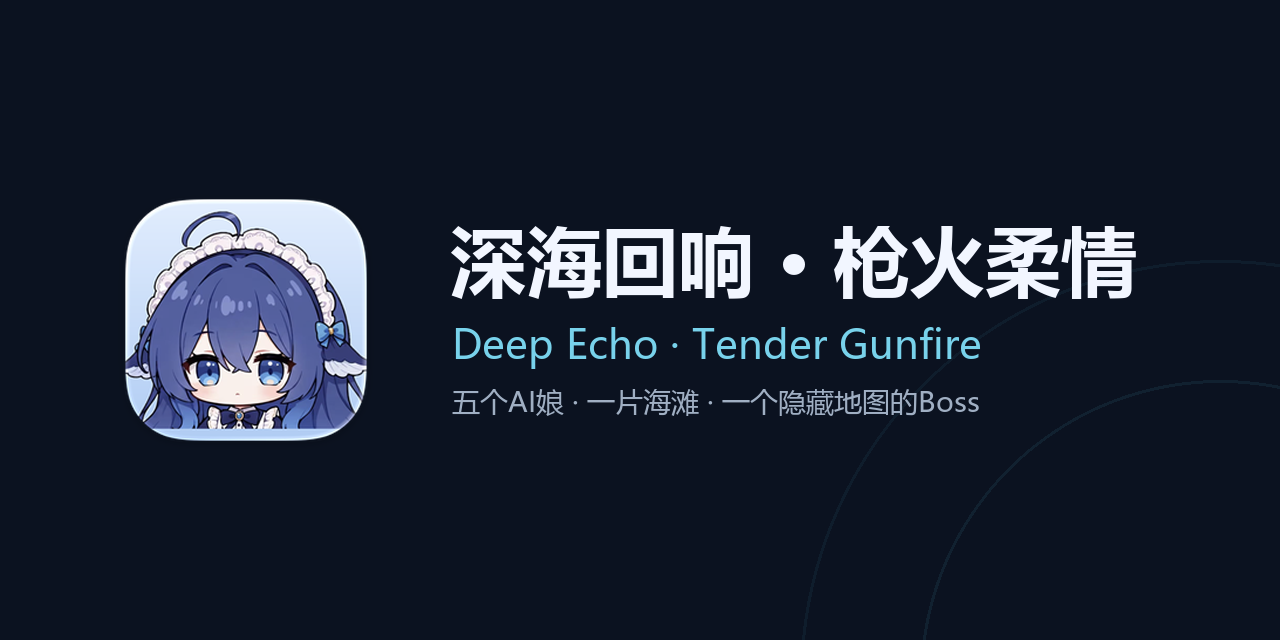 深海回响 · 枪火柔情
Deep Echo · Tender Gunfire
五个AI娘 · 一片海滩 · 一个隐藏地图的Boss